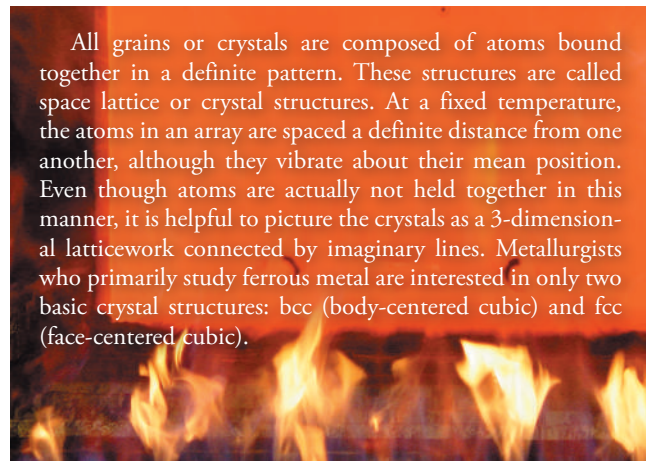 All grains or crystals are composed of atoms bound
together in a definite pattern. These structures are called
space lattice or crystal structures. At a fixed temperature,
the atoms in an array are spaced a definite distance from one
another, although they vibrate about their mean position.
Even though atoms are actually not held together in this
manner, it is helpful to picture the crystals as a 3-dimension-
al latticework connected by imaginary lines. Metallurgists
who primarily study ferrous metal are interested in only two
basic crystal structures: bcc (body-centered cubic) and fcc
(face-centered cubic).